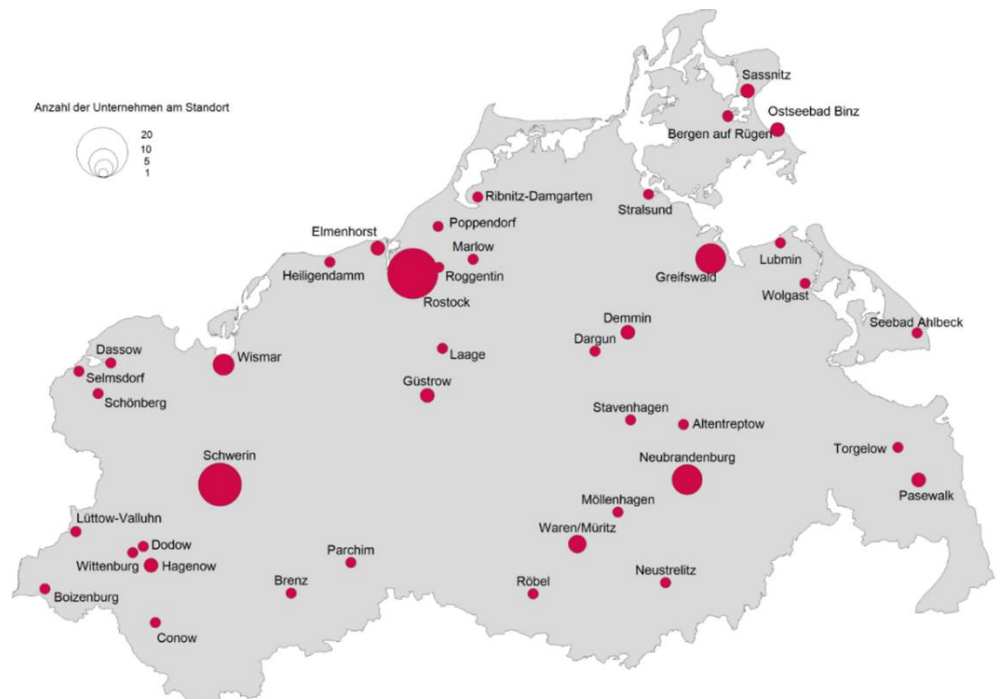 Anzahl der Unternehmen am Standort
20
10
5
1
Sassnitz
Ostseebad Binz
Bergen auf Rügen
Ribnitz-Damgarten
Stralsund
Poppendorf
Elmenhorst
Marlow
Lubmin
Heiligendamm
Roggentin
Greifswald
Rostock
Wolgast
Demmin
Seebad Ahlbeck
Dassow
Wismar
Laage
Dargun
Selmsdorf
Güstrow
Schönberg
Stavenhagen
Altentreptow
Torgelow
Schwerin
Neubrandenburg
Pasewalk
Möllenhagen
Lüttow-Valluhn
Waren/Müritz
Dodow
Parchim
Wittenburg
Hagenow
Neustrelitz
Brenz
Röbel
Boizenburg
Conow